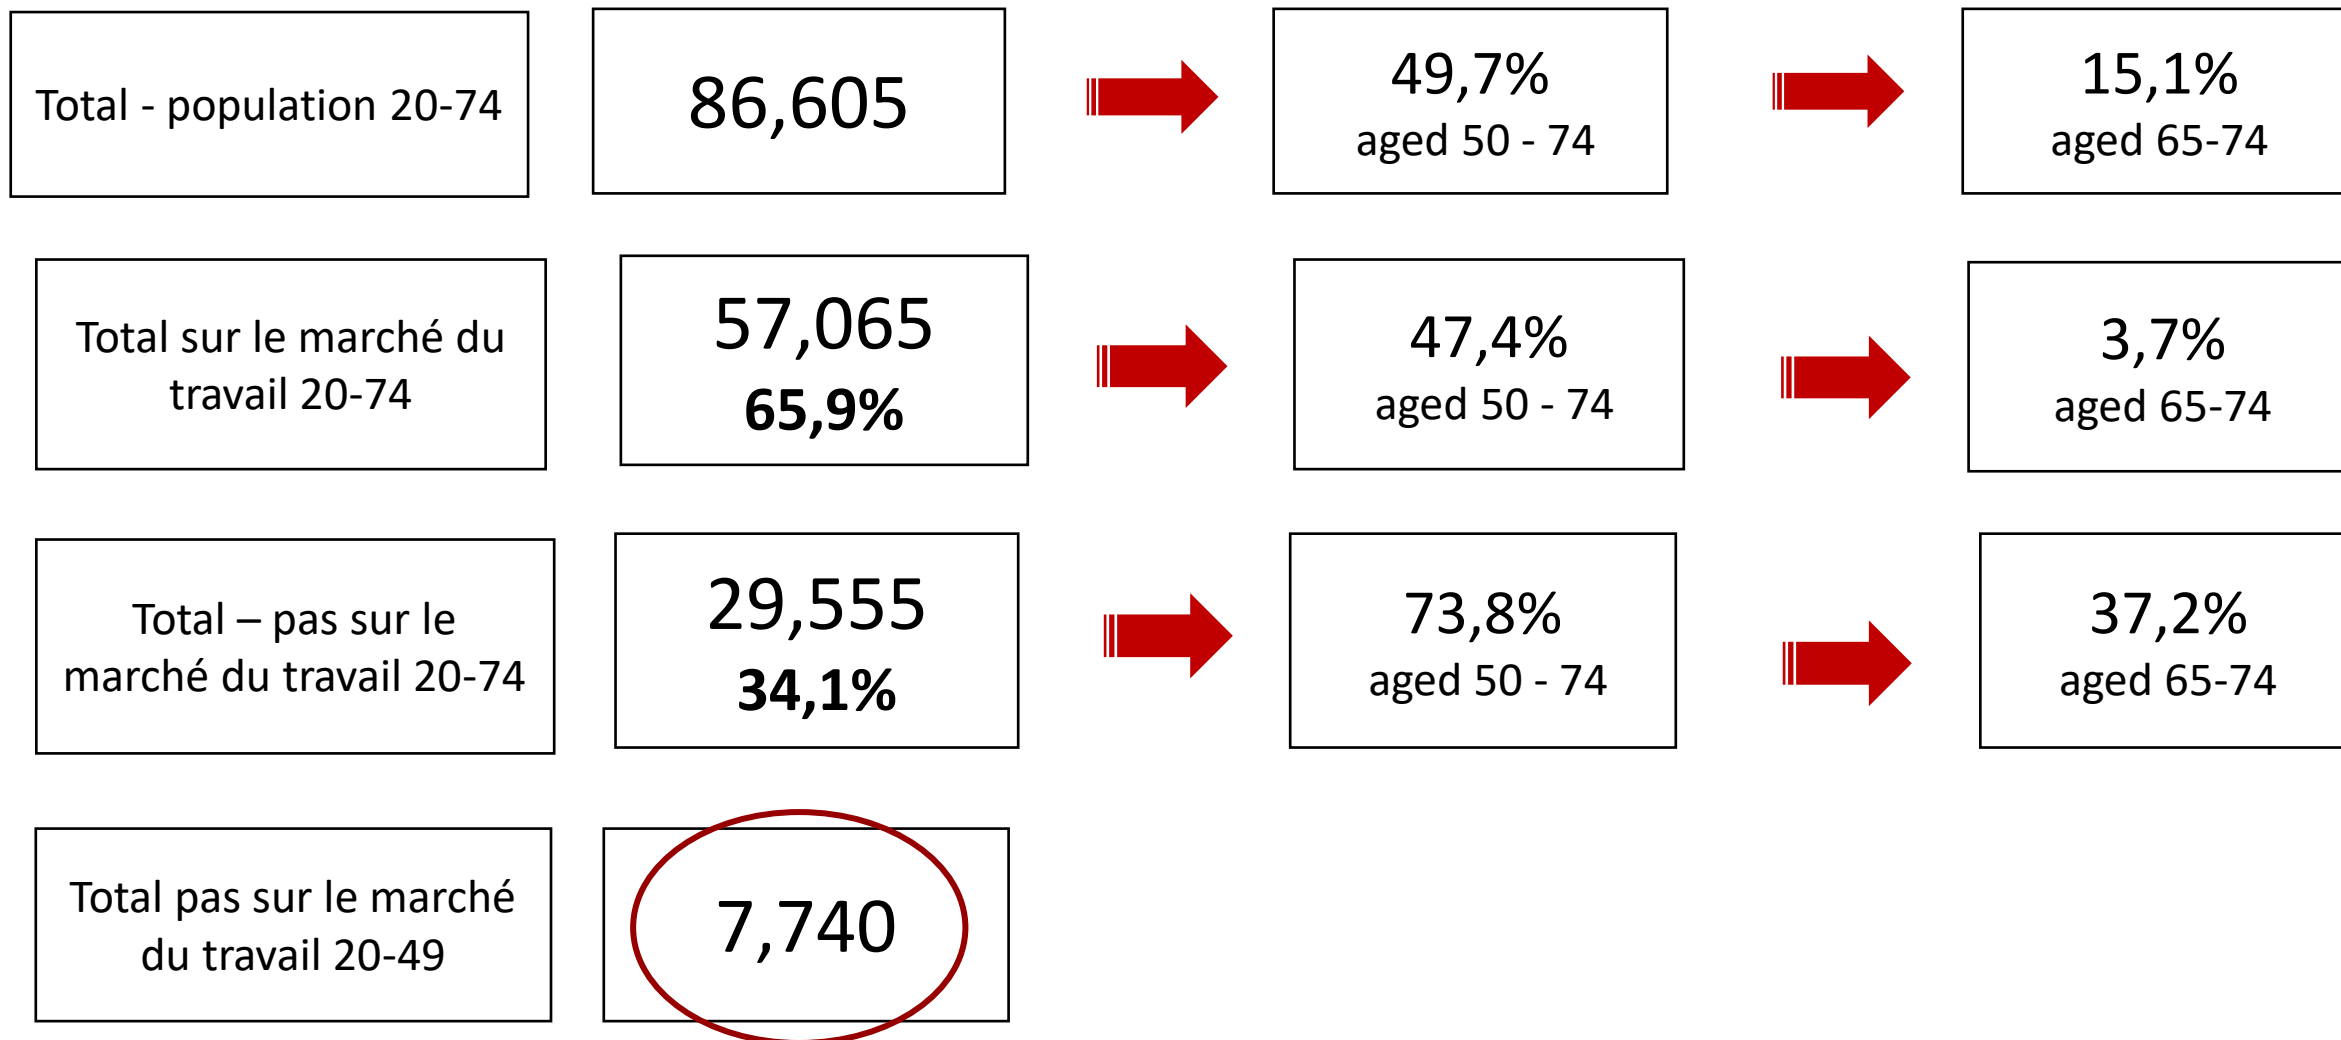 Total - population 20-74
86,605
49,7%
aged 50 - 74
15,1%
aged 65-74
Total sur le marché du
travail 20-74
57,065
65,9%
47,4%
aged 50 - 74
3,7%
aged 65-74
Total – pas sur le
marché du travail 20-74
29,555
34,1%
73,8%
aged 50 - 74
37,2%
aged 65-74
Total pas sur le marché
du travail 20-49
7,740